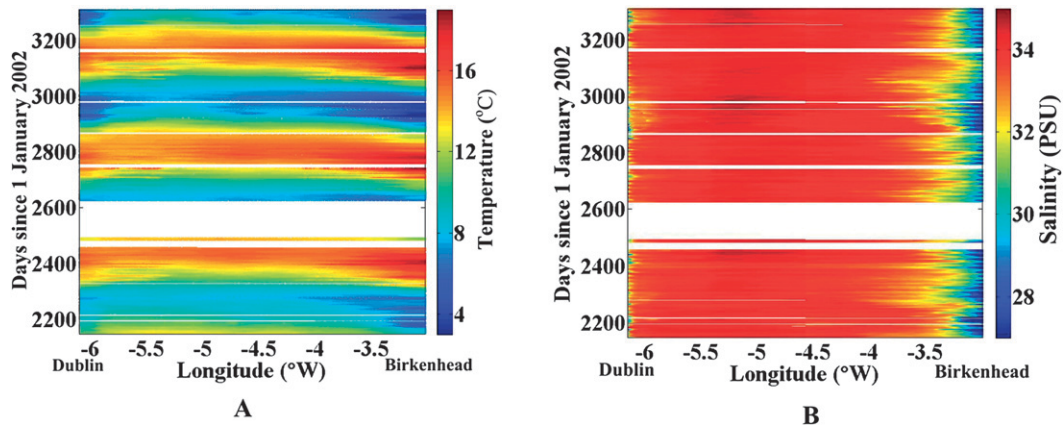 3200
3000
2800
2600
2400
2200
Days since 1 January 2002
-6
-5.5
-5
-4.5
-4
-3.5
Dublin
Longitude (°W)
Birkenhead
16
12
8
4
Temperature (°C)
A
3200
3000
2800
2600
2400
2200
Days since 1 January 2002
-6
-5.5
-5
-4.5
-4
-3.5
Dublin
Longitude (°W)
Birkenhead
34
32
30
28
Salinity (PSU)
B